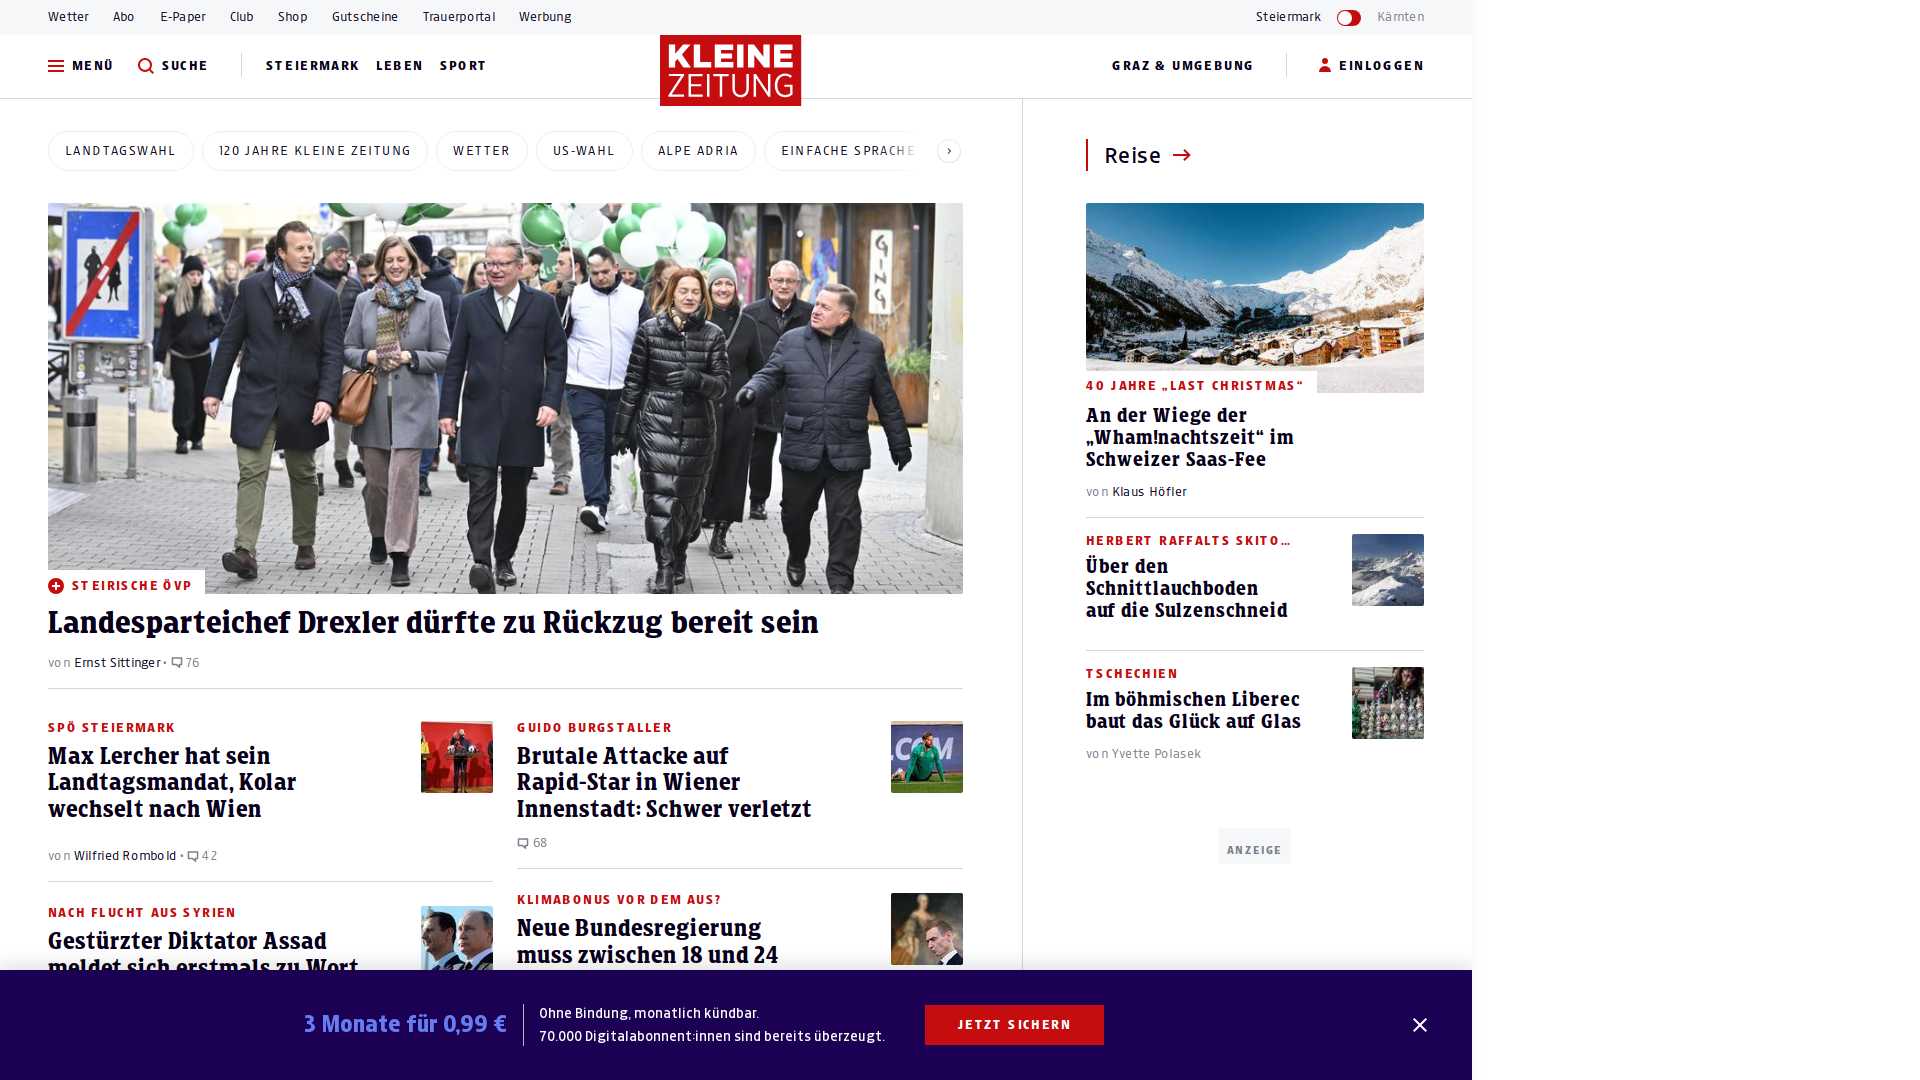 Wetter
Abo
E-Paper
Club
Shop
Gutscheine
Trauerportal
Werbung
Steiermark
Kärnten
MENÜ
SUCHE
STEIERMARK
LEBEN
SPORT
KLEINE
ZEITUNG
GRAZ & UMGEBUNG
EINLOGGEN
LANDTAGSWAHL
120 JAHRE KLEINE ZEITUNG
WETTER
US-WAHL
ALPE ADRIA
EINFACHE SPRACHE
GING
STEIRISCHE ÖVP
Landesparteichef Drexler dürfte zu Rückzug bereit sein
von Ernst Sittinger • 76
SPÖ STEIERMARK
Max Lercher hat sein
Landtagsmandat, Kolar
wechselt nach Wien
von Wilfried Rombold • 42
NACH FLUCHT AUS SYRIEN
Gestürzter Diktator Assad
meldet sich erstmals zu Wort
GUIDO BURGSTALLER
Brutale Attacke auf
Rapid-Star in Wiener
Innenstadt: Schwer verletzt
68
KLIMABONUS VOR DEM AUS?
Neue Bundesregierung
muss zwischen 18 und 24
Reise
40 JAHRE „LAST CHRISTMAS“
An der Wiege der
„Wham!nachtszeit“ im
Schweizer Saas-Fee
von Klaus Höfler
HERBERT RAFFALTS SKITO…
Über den
Schnittlauchboden
auf die Sulzenschneid
TSCHECHIEN
Im böhmischen Liberec
baut das Glück auf Glas
von Yvette Polasek
ANZEIGE
3 Monate für 0,99 €
Ohne Bindung, monatlich kündbar.
70.000 Digitalabonnent:innen sind bereits überzeugt.
JETZT SICHERN